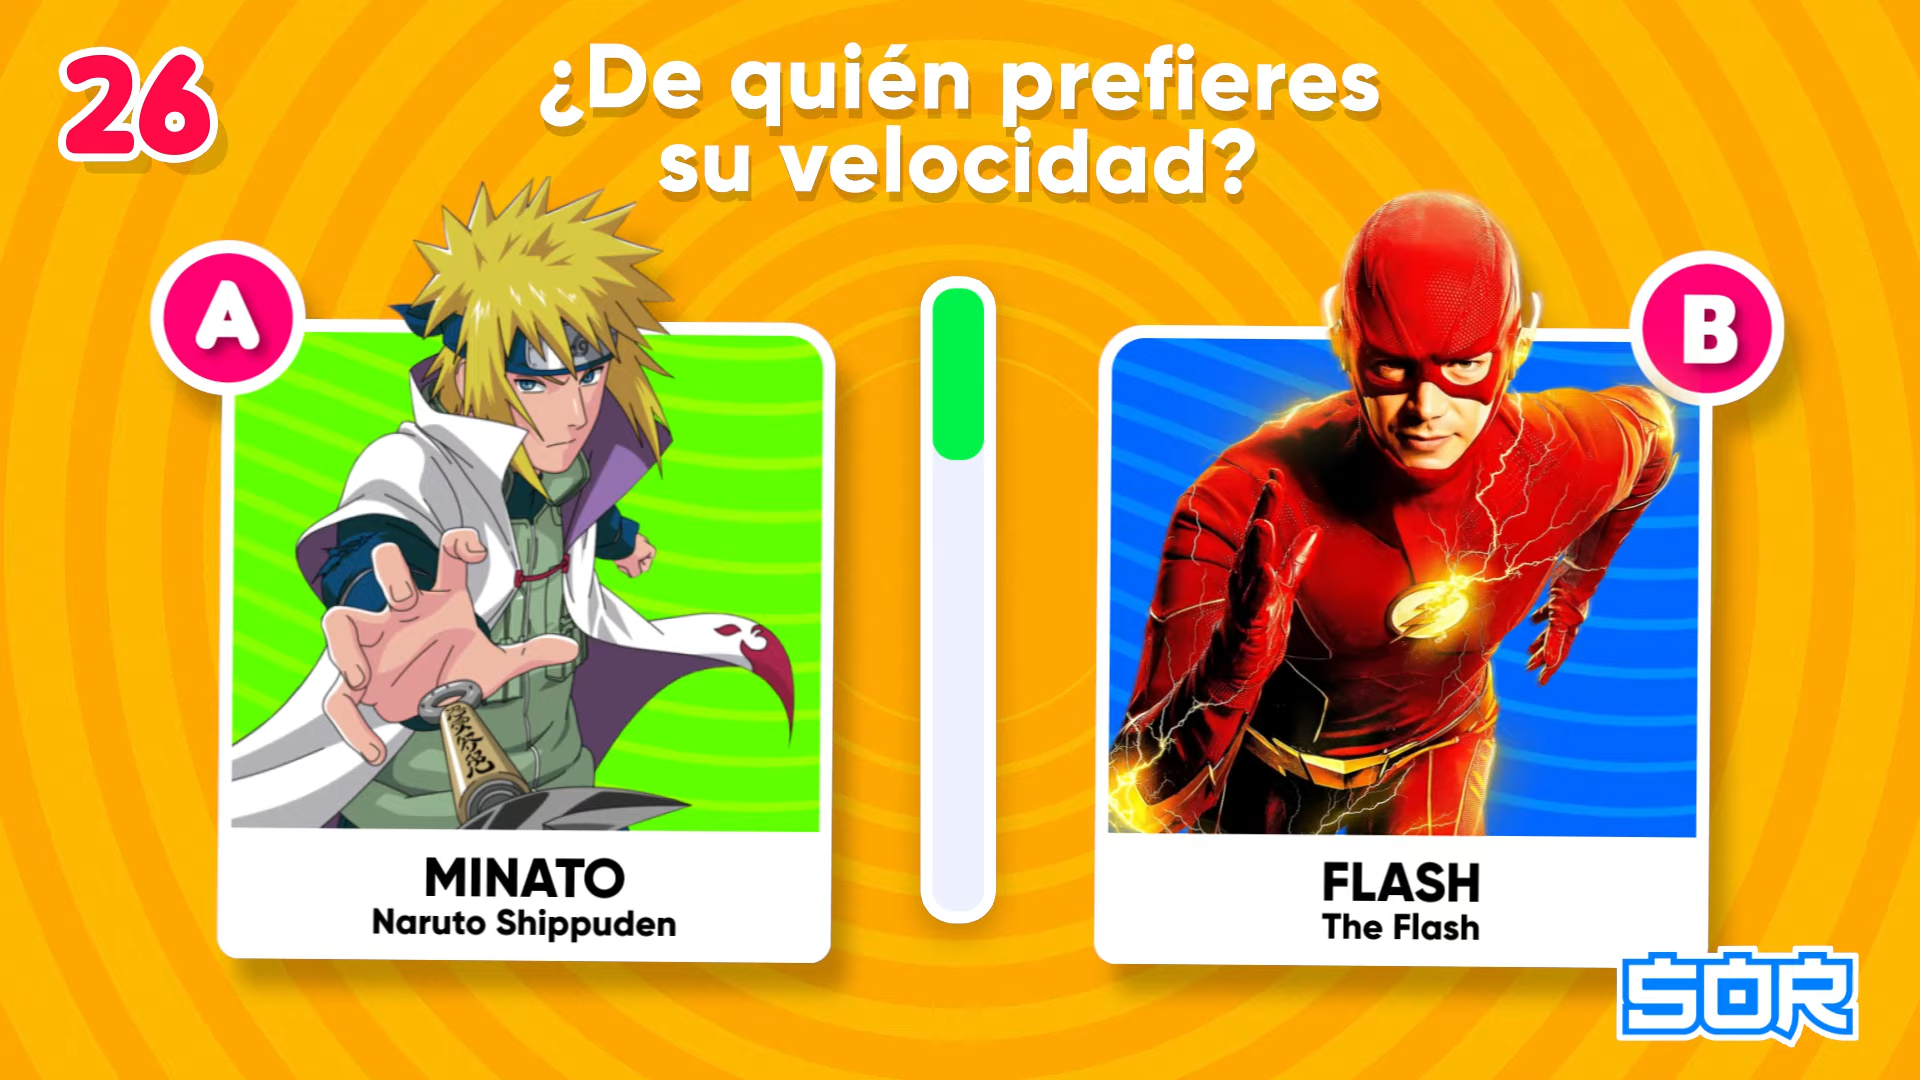 26
¿De quién prefieres
su velocidad?
A
B
MINATO
Naruto Shippuden
FLASH
The Flash
SOR